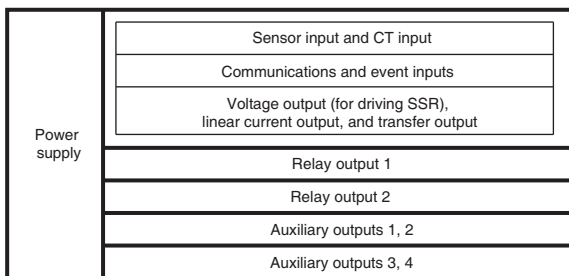 Power
supply
Sensor input and CT input
Communications and event inputs
Voltage output (for driving SSR),
linear current output, and transfer output
Relay output 1
Relay output 2
Auxiliary outputs 1, 2
Auxiliary outputs 3, 4